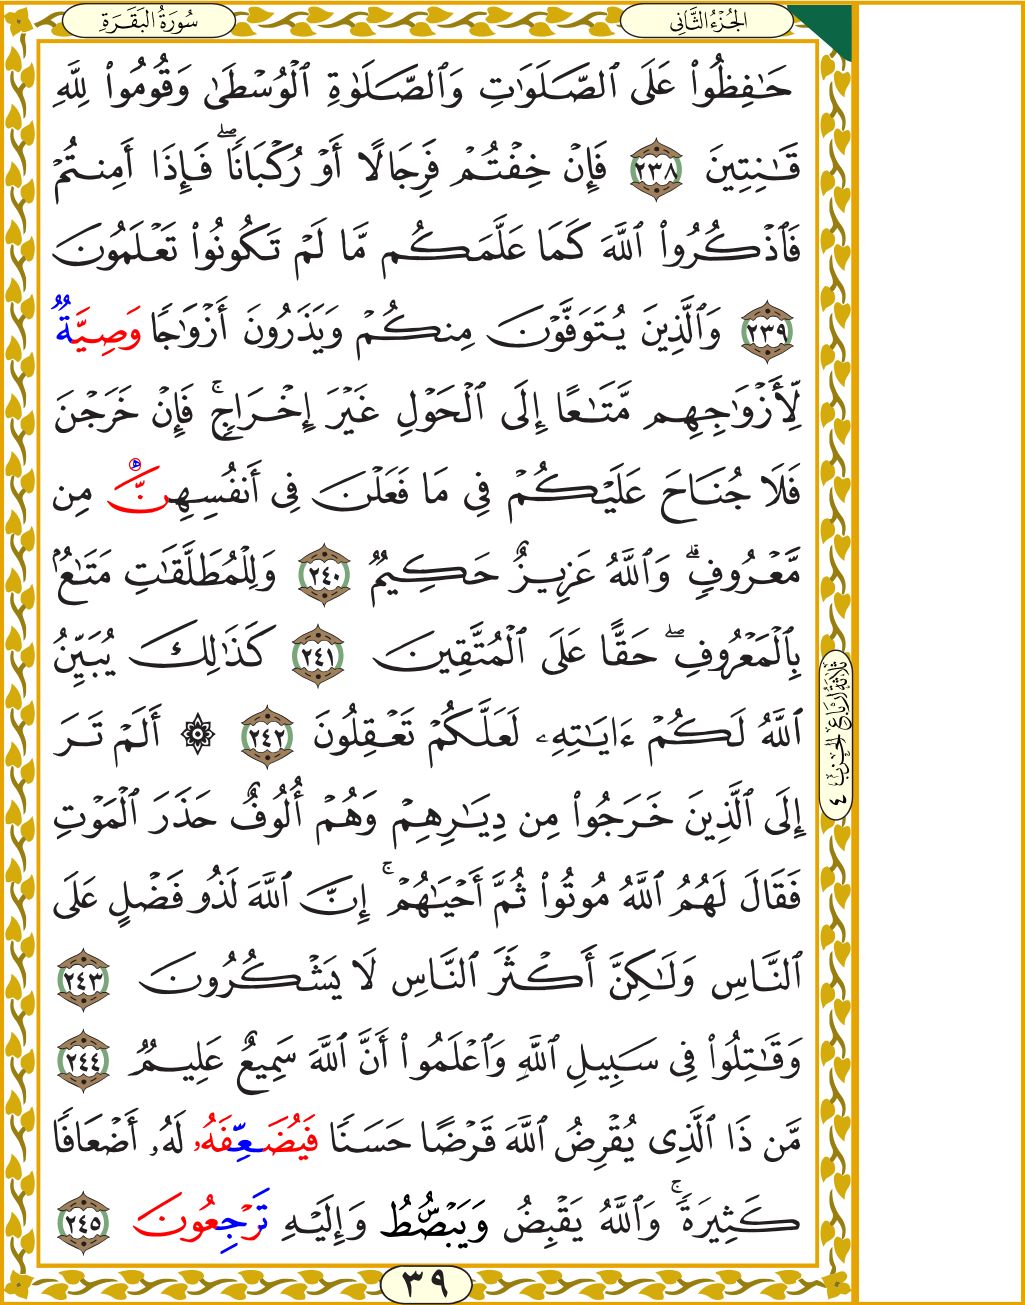 سُورَةُ البَقَرَةِ
الجُزْءُ الثَّانِي
حَٰفِظُواْ عَلَى ٱلصَّلَوَٰتِ وَٱلصَّلَوٰةِ ٱلْوُسْطَىٰ وَقُومُواْ لِلَّهِ
قَٰنِتِينَ ٢٣٨ فَإِنْ خِفْتُمْ فَرِجَالًا أَوْ رُكْبَانًاۖ فَإِذَا أَمِنتُمْ
فَٱذْكُرُواْ ٱللَّهَ كَمَا عَلَّمَكُم مَّا لَمْ تَكُونُواْ تَعْلَمُونَ
٢٣٩ وَٱلَّذِينَ يُتَوَفَّوْنَ مِنكُمْ وَيَذَرُونَ أَزْوَٰجًا وَصِيَّةٌ
لِّأَزْوَٰجِهِم مَّتَٰعًا إِلَى ٱلْحَوْلِ غَيْرَ إِخْرَاجٍۚ فَإِنْ خَرَجْنَ
فَلَا جُنَاحَ عَلَيْكُمْ فِي مَا فَعَلْنَ فِي أَنفُسِهِنَّ مِن
مَّعْرُوفٍۗ وَٱللَّهُ عَزِيزٌ حَكِيمٌ ٢٤٠ وَلِلْمُطَلَّقَٰتِ مَتَٰعٌ
بِٱلْمَعْرُوفِۖ حَقًّا عَلَى ٱلْمُتَّقِينَ ٢٤١ كَذَٰلِكَ يُبَيِّنُ
ٱللَّهُ لَكُمْ ءَايَٰتِهِۦ لَعَلَّكُمْ تَعْقِلُونَ ٢٤٢ ۞ أَلَمْ تَرَ
إِلَى ٱلَّذِينَ خَرَجُواْ مِن دِيَٰرِهِمْ وَهُمْ أُلُوفٌ حَذَرَ ٱلْمَوْتِ
فَقَالَ لَهُمُ ٱللَّهُ مُوتُواْ ثُمَّ أَحْيَٰهُمْۚ إِنَّ ٱللَّهَ لَذُو فَضْلٍ عَلَى
ٱلنَّاسِ وَلَٰكِنَّ أَكْثَرَ ٱلنَّاسِ لَا يَشْكُرُونَ ٢٤٣
وَقَٰتِلُواْ فِي سَبِيلِ ٱللَّهِ وَٱعْلَمُواْ أَنَّ ٱللَّهَ سَمِيعٌ عَلِيمٌ ٢٤٤
مَّن ذَا ٱلَّذِي يُقْرِضُ ٱللَّهَ قَرْضًا حَسَنًا فَيُضَعِّفَهُۥ لَهُۥ أَضْعَافًا
كَثِيرَةًۚ وَٱللَّهُ يَقْبِضُ وَيَبْصُۜطُ وَإِلَيْهِ تَرْجِعُونَ ٢٤٥
ثَلَاثَةُ أَرْبَاعِ الحِزْبِ ٤
٣٩